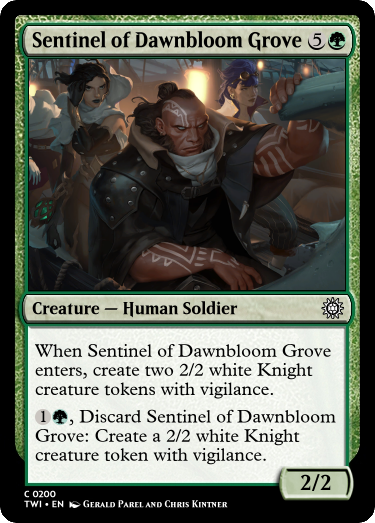 Sentinel of Dawnbloom Grove 5
Creature — Human Soldier
When Sentinel of Dawnbloom Grove
enters, create two 2/2 white Knight
creature tokens with vigilance.
1, Discard Sentinel of Dawnbloom
Grove: Create a 2/2 white Knight
creature token with vigilance.
2/2
C 0200
TWI • EN Gerald Parel and Chris Kintner